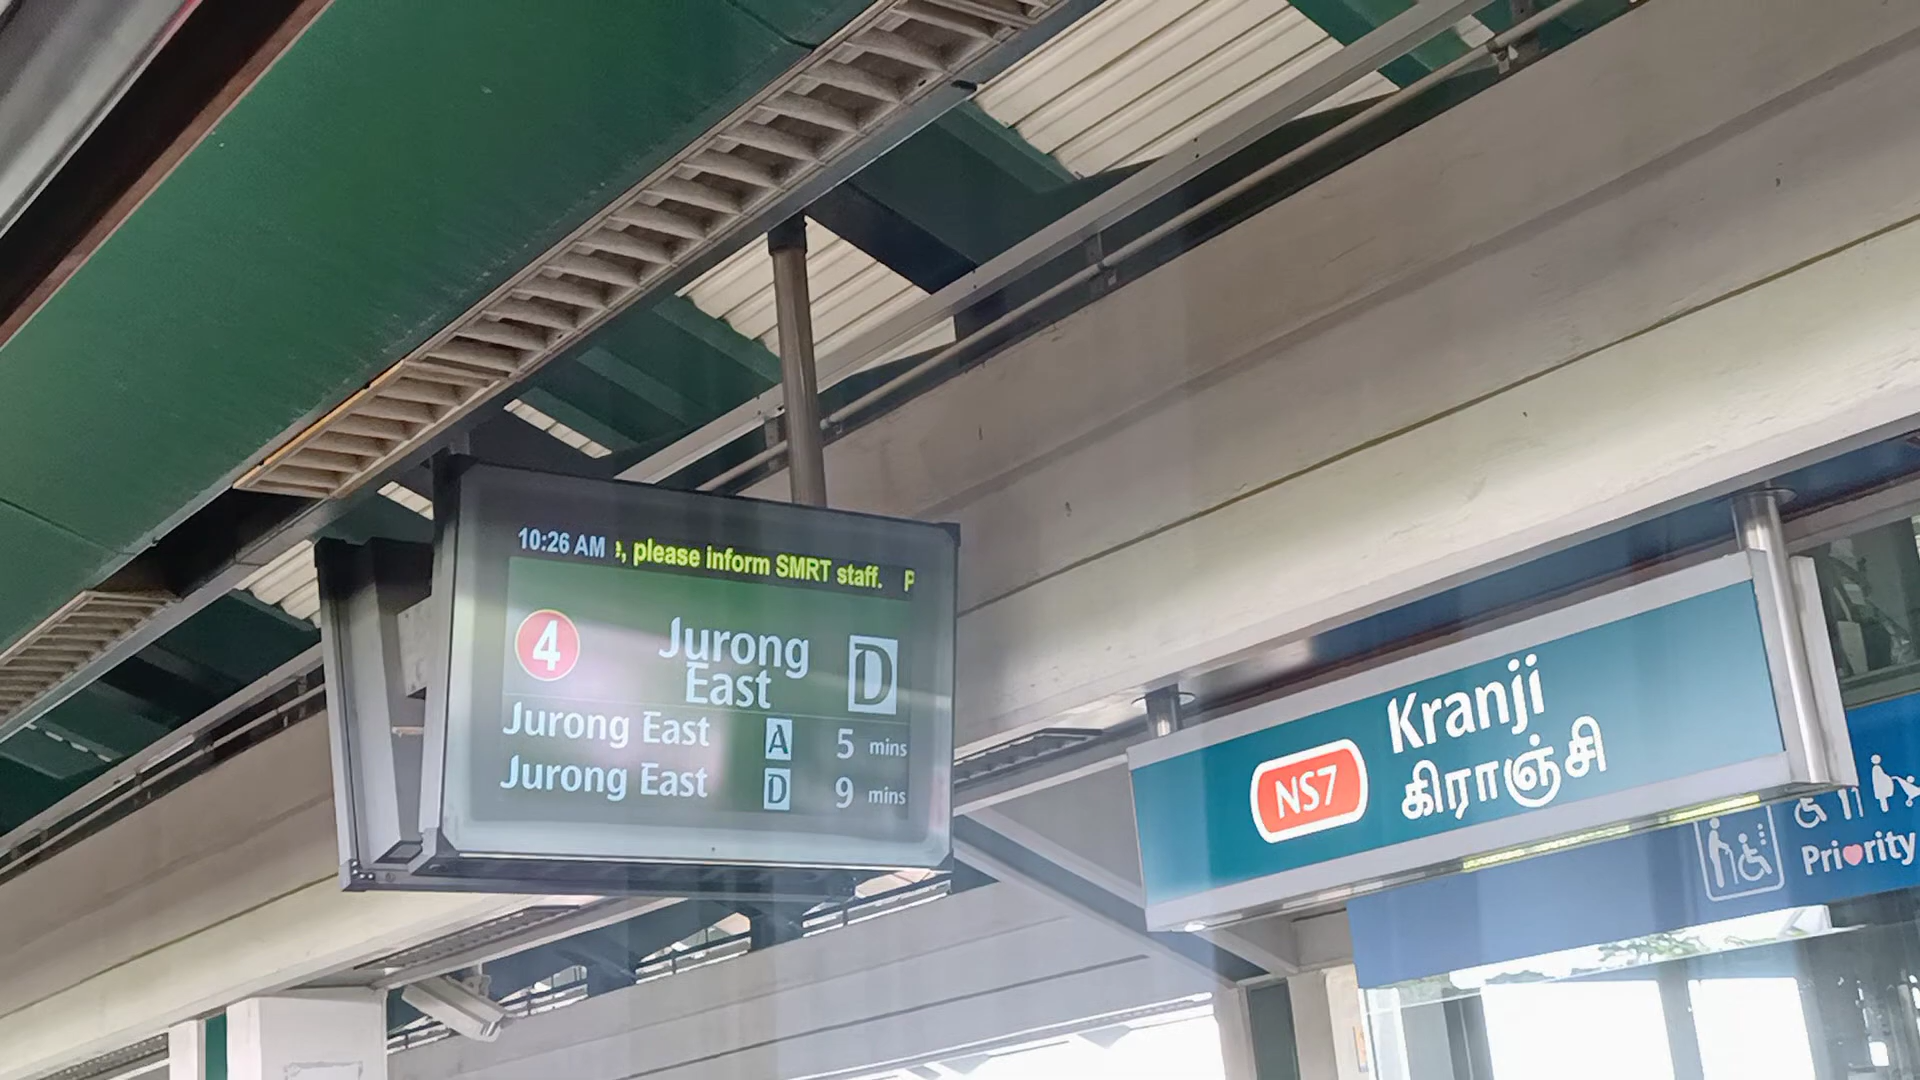 10:26 AM , please inform SMRT staff. P
4 Jurong East D
Jurong East A 5 mins
Jurong East D 9 mins
NS7
Kranji
கிராஞ்சி
Priority